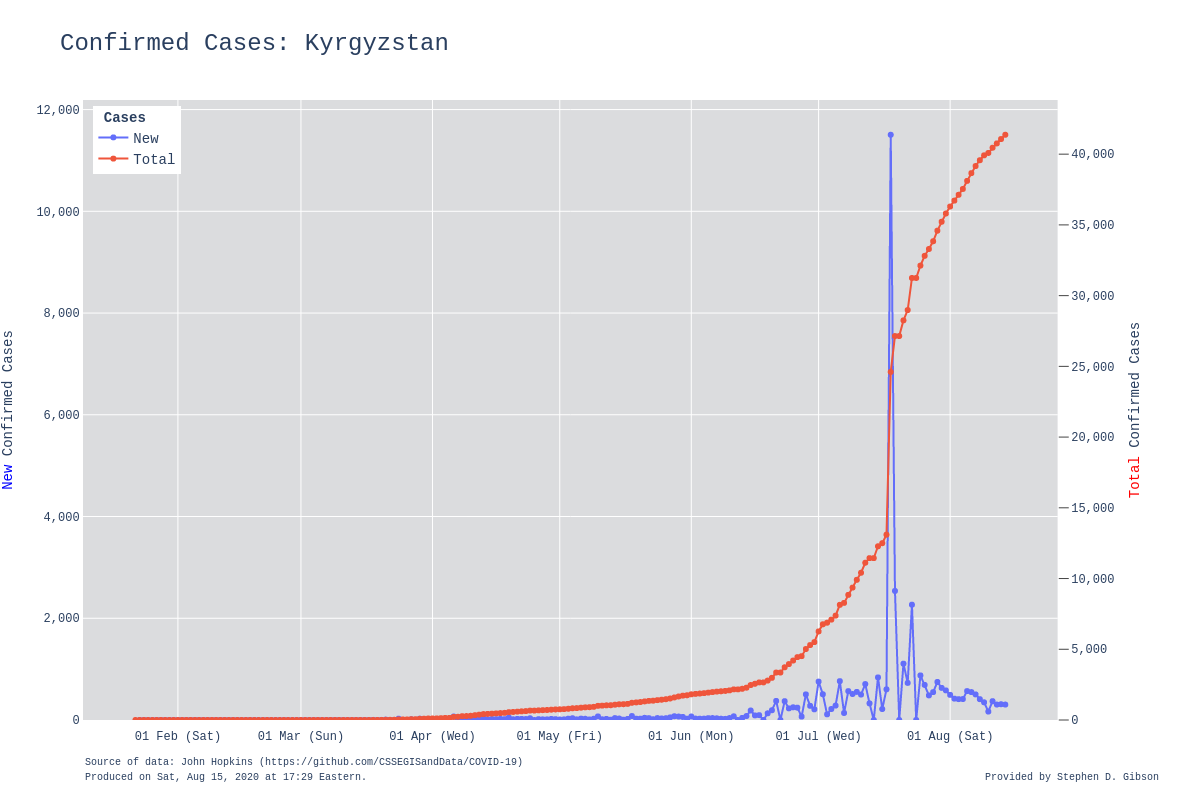 Confirmed Cases: Kyrgyzstan
Cases
New
Total
12,000
10,000
8,000
6,000
4,000
2,000
0
New Confirmed Cases
40,000
35,000
30,000
25,000
20,000
15,000
10,000
5,000
0
Total Confirmed Cases
01 Feb (Sat) 01 Mar (Sun) 01 Apr (Wed) 01 May (Fri) 01 Jun (Mon) 01 Jul (Wed) 01 Aug (Sat)
Source of data: John Hopkins (https://github.com/CSSEGISandData/COVID-19)
Produced on Sat, Aug 15, 2020 at 17:29 Eastern.
Provided by Stephen D. Gibson